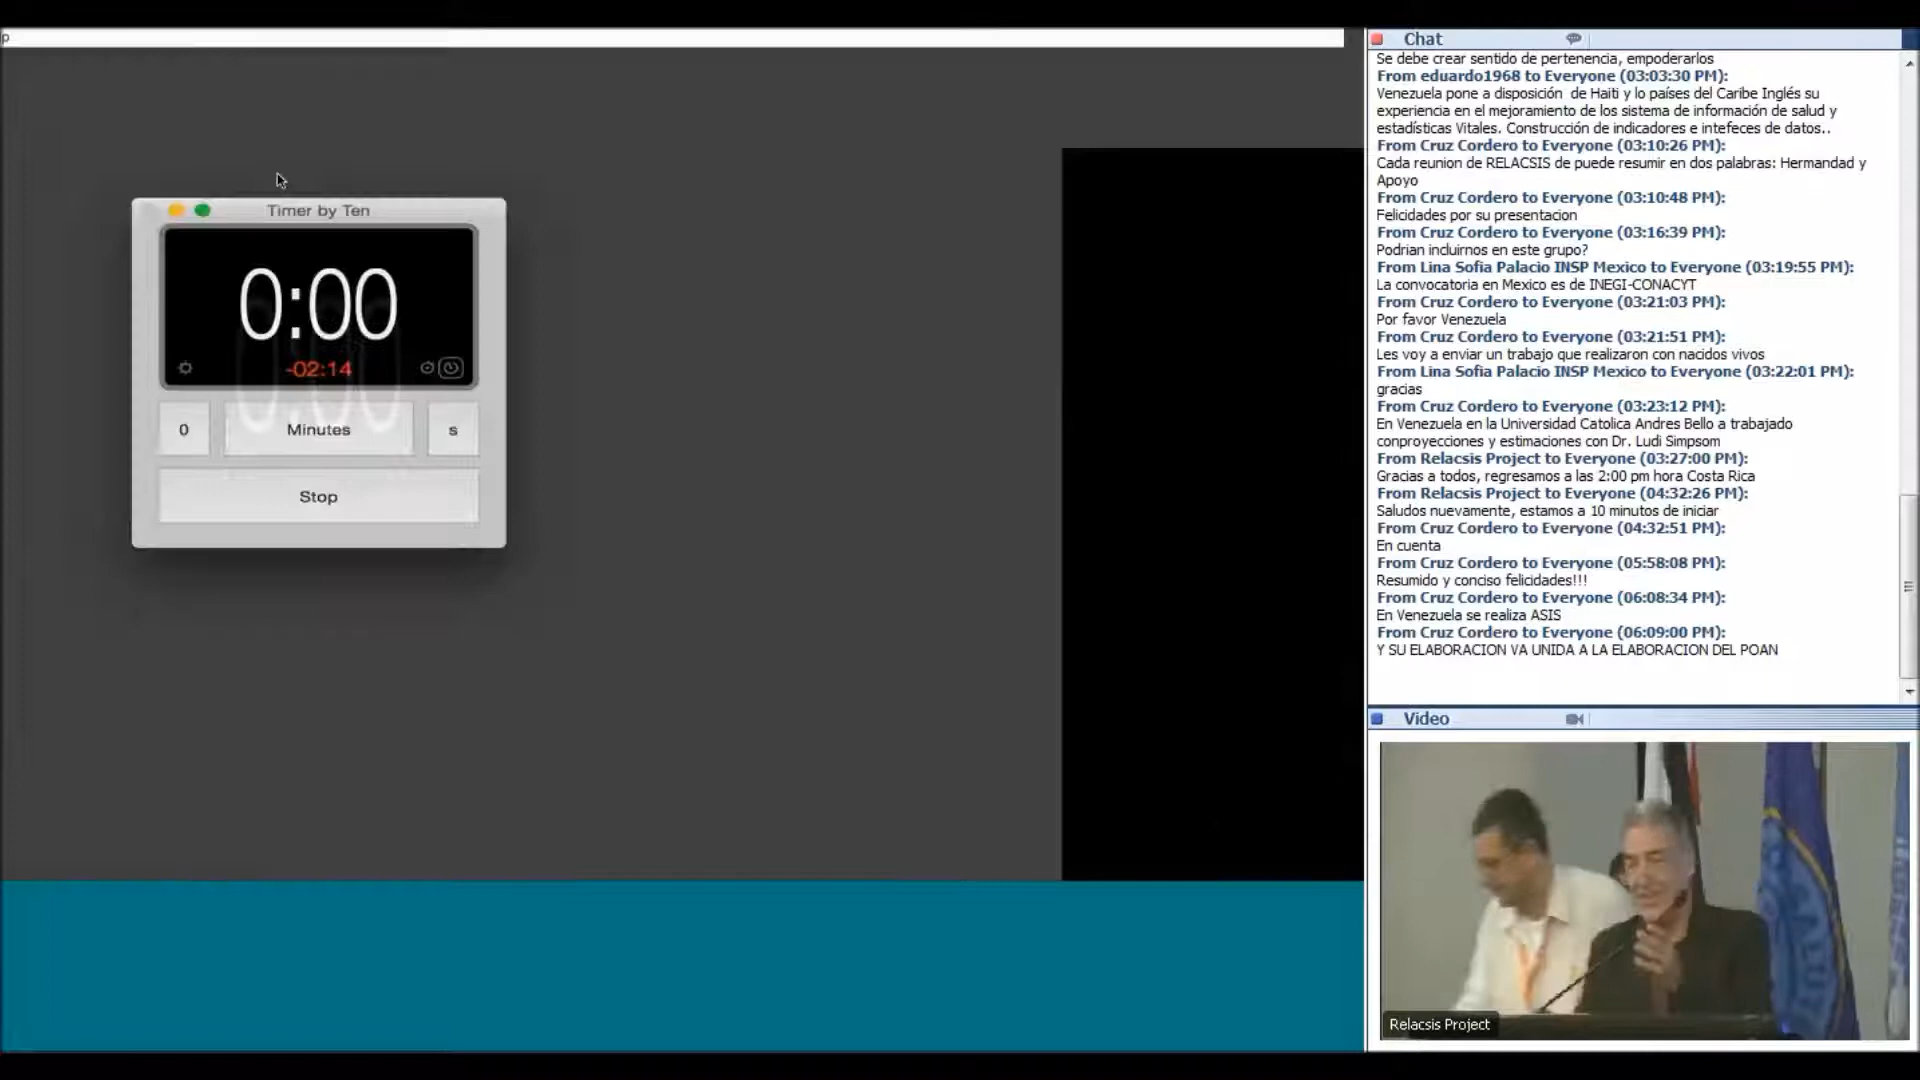 p
Timer by Ten
0:00
-02:14
0
Minutes
s
Stop
Chat
Se debe crear sentido de pertenencia, empoderarlos
From eduardo1968 to Everyone (03:03:30 PM):
Venezuela pone a disposición de Haiti y lo países del Caribe Inglés su
experiencia en el mejoramiento de los sistema de información de salud y
estadísticas Vitales. Construcción de indicadores e intefeces de datos..
From Cruz Cordero to Everyone (03:10:26 PM):
Cada reunion de RELACSIS de puede resumir en dos palabras: Hermandad y
Apoyo
From Cruz Cordero to Everyone (03:10:48 PM):
Felicidades por su presentacion
From Cruz Cordero to Everyone (03:16:39 PM):
Podrian incluirnos en este grupo?
From Lina Sofia Palacio INSP Mexico to Everyone (03:19:55 PM):
La convocatoria en Mexico es de INEGI-CONACYT
From Cruz Cordero to Everyone (03:21:03 PM):
Por favor Venezuela
From Cruz Cordero to Everyone (03:21:51 PM):
Les voy a enviar un trabajo que realizaron con nacidos vivos
From Lina Sofia Palacio INSP Mexico to Everyone (03:22:01 PM):
gracias
From Cruz Cordero to Everyone (03:23:12 PM):
En Venezuela en la Universidad Catolica Andres Bello a trabajado
conproyecciones y estimaciones con Dr. Ludi Simpsom
From Relacsis Project to Everyone (03:27:00 PM):
Gracias a todos, regresamos a las 2:00 pm hora Costa Rica
From Relacsis Project to Everyone (04:32:26 PM):
Saludos nuevamente, estamos a 10 minutos de iniciar
From Cruz Cordero to Everyone (04:32:51 PM):
En cuenta
From Cruz Cordero to Everyone (05:58:08 PM):
Resumido y conciso felicidades!!!
From Cruz Cordero to Everyone (06:08:34 PM):
En Venezuela se realiza ASIS
From Cruz Cordero to Everyone (06:09:00 PM):
Y SU ELABORACION VA UNIDA A LA ELABORACION DEL POAN
Video
Relacsis Project